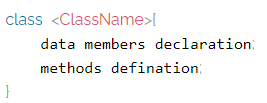 class <ClassName>{
data members declaration;
methods defination;
}